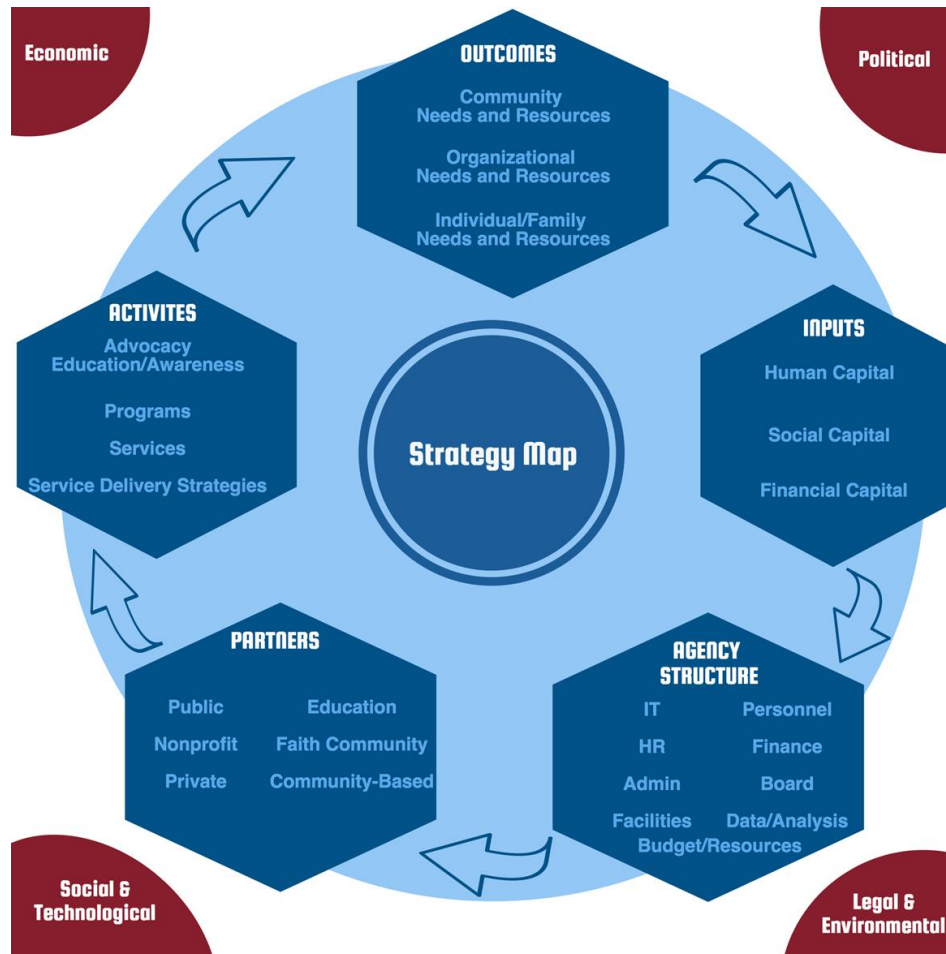 Economic
Political
OUTCOMES
Community
Needs and Resources
Organizational
Needs and Resources
Individual/Family
Needs and Resources
INPUTS
Human Capital
Social Capital
Financial Capital
AGENCY
STRUCTURE
IT Personnel
HR Finance
Admin Board
Facilities Data/Analysis
Budget/Resources
PARTNERS
Public Education
Nonprofit Faith Community
Private Community-Based
ACTIVITES
Advocacy
Education/Awareness
Programs
Services
Service Delivery Strategies
Strategy Map
Social &
Technological
Legal &
Environmental